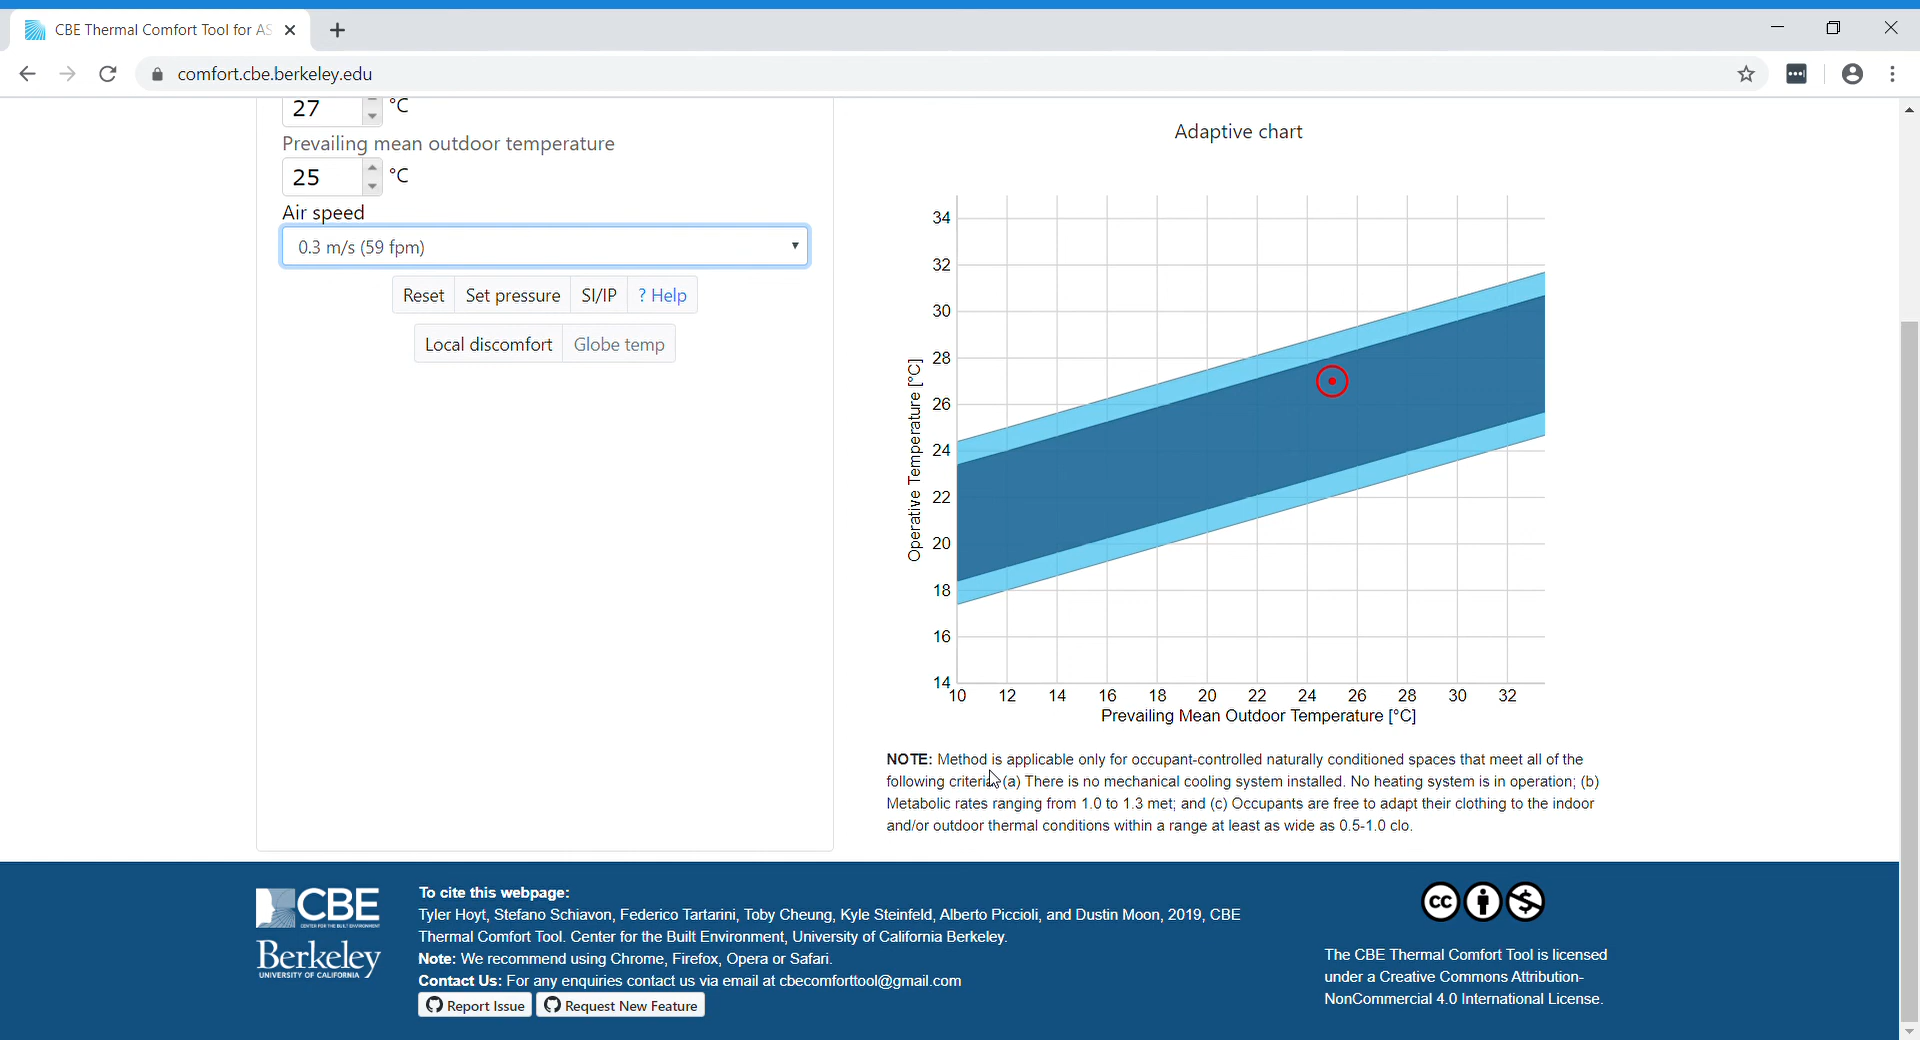 CBE Thermal Comfort Tool for AS
comfort.cbe.berkeley.edu
27 °C
Prevailing mean outdoor temperature
25 °C
Air speed
0.3 m/s (59 fpm)
Reset Set pressure SI/IP ? Help
Local discomfort Globe temp
Adaptive chart
34
32
30
28
26
24
22
20
18
16
14
Operative Temperature [°C]
10 12 14 16 18 20 22 24 26 28 30 32
Prevailing Mean Outdoor Temperature [°C]
NOTE: Method is applicable only for occupant-controlled naturally conditioned spaces that meet all of the
following criteria: (a) There is no mechanical cooling system installed. No heating system is in operation; (b)
Metabolic rates ranging from 1.0 to 1.3 met; and (c) Occupants are free to adapt their clothing to the indoor
and/or outdoor thermal conditions within a range at least as wide as 0.5-1.0 clo.
CBE
CENTER FOR THE BUILT ENVIRONMENT
Berkeley
UNIVERSITY OF CALIFORNIA
To cite this webpage:
Tyler Hoyt, Stefano Schiavon, Federico Tartarini, Toby Cheung, Kyle Steinfeld, Alberto Piccioli, and Dustin Moon, 2019, CBE
Thermal Comfort Tool. Center for the Built Environment, University of California Berkeley.
Note: We recommend using Chrome, Firefox, Opera or Safari.
Contact Us: For any enquiries contact us via email at cbecomforttool@gmail.com
Report Issue Request New Feature
cc
The CBE Thermal Comfort Tool is licensed
under a Creative Commons Attribution-
NonCommercial 4.0 International License.